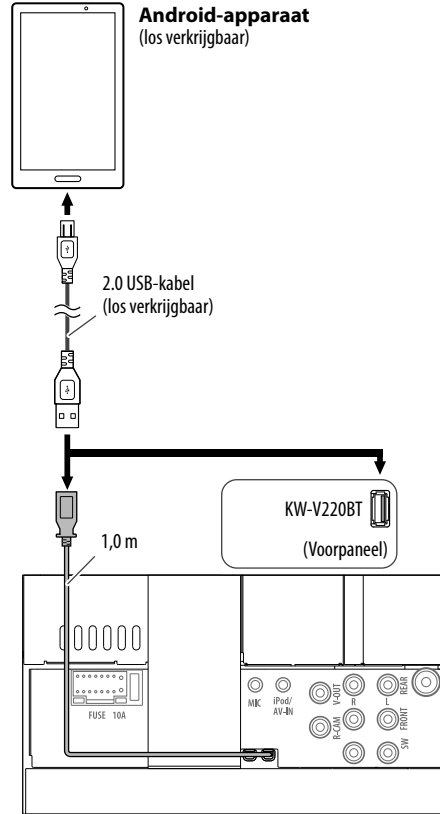 Android-apparaat
(los verkrijgbaar)
2.0 USB-kabel
(los verkrijgbaar)
KW-V220BT
(Voorpaneel)
1,0 m
FUSE 10A
MIC
iPod/
AV-IN
V-OUT
R-CAM
R
L
REAR
FRONT
SW